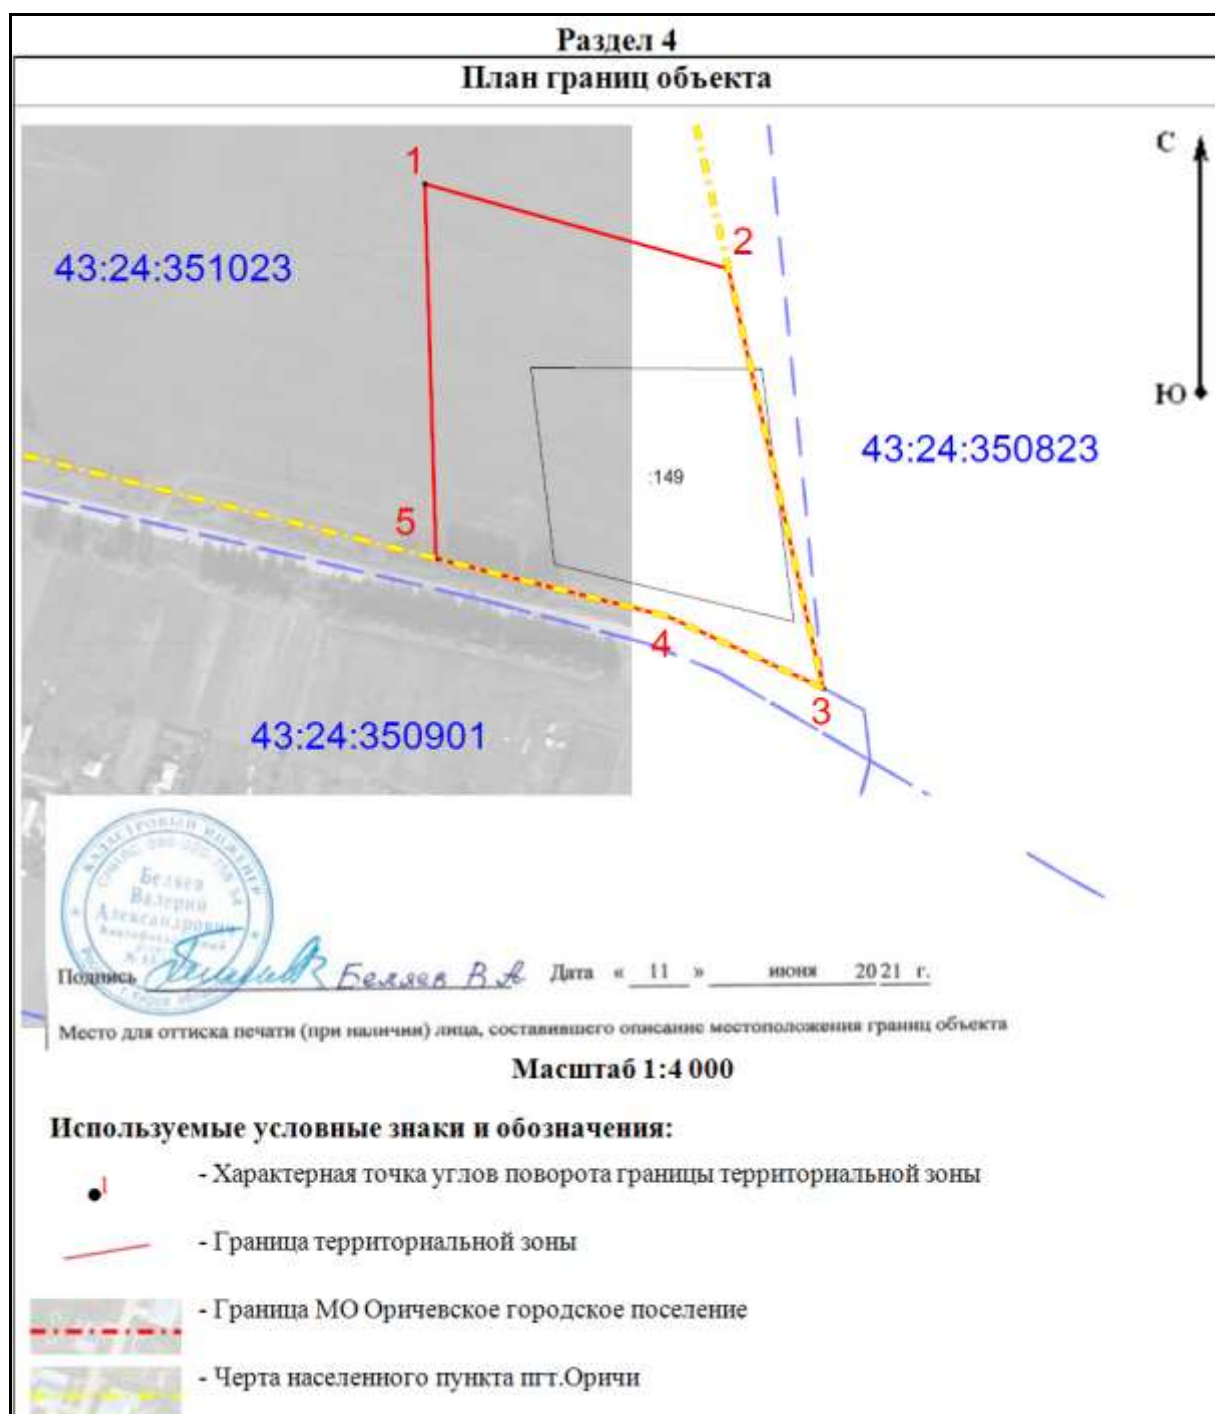 Раздел 4
План границ объекта
С
1
2
43:24:351023
Ю
43:24:350823
:149
5
4
3
43:24:350901
КАДАСТРОВЫЙ ИНЖЕНЕР
Беляев
Валерий
Александрович
Подпись Беляев В А Дата « 11 » июня 2021 г.
Место для оттиска печати (при наличии) лица, составившего описание местоположения границ объекта
Масштаб 1:4 000
Используемые условные знаки и обозначения:
1 - Характерная точка углов поворота границы территориальной зоны
- Граница территориальной зоны
- Граница МО Оричевское городское поселение
- Черта населенного пункта пгт.Оричи